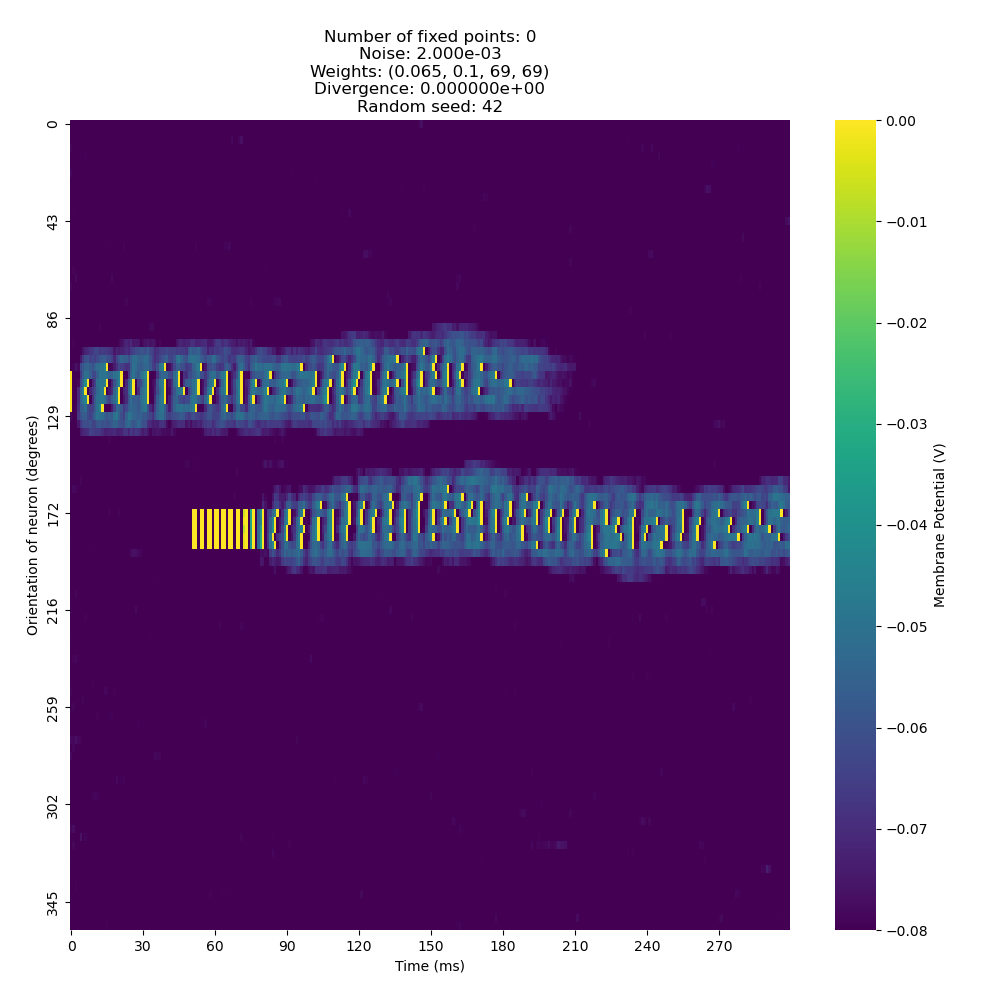 Number of fixed points: 0
Noise: 2.000e-03
Weights: (0.065, 0.1, 69, 69)
Divergence: 0.000000e+00
Random seed: 42
0
43
86
129
172
216
259
302
345
Orientation of neuron (degrees)
0 30 60 90 120 150 180 210 240 270
Time (ms)
0.00
−0.01
−0.02
−0.03
−0.04
−0.05
−0.06
−0.07
−0.08
Membrane Potential (V)